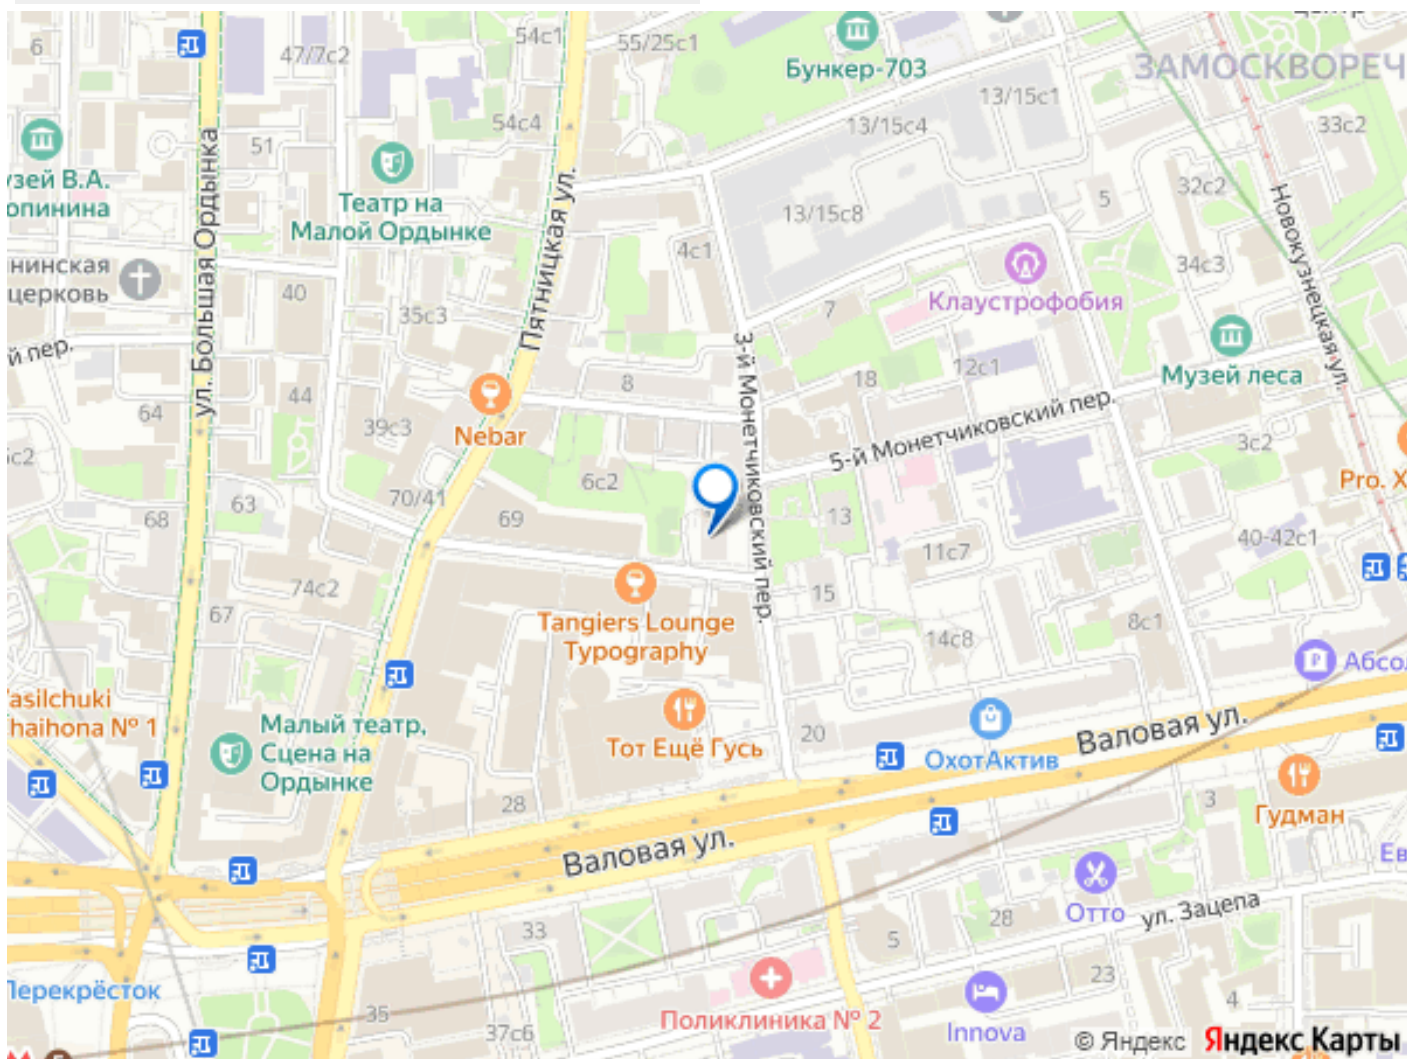 6
47/7с2
54с1
55/25с1
Бункер-703
ЗАМОСКВОРЕЧ
13/15с1
13/15с4
33с2
51
54с4
узей В.А.
опинина
Театр на
Малой Ордынке
ул. Большая Ордынка
Пятницкая ул.
13/15с8
5
32с2
Новокузнецкая ул.
4с1
34с3
нинская
церковь
40
35с3
Клаустрофобия
7
й пер.
3-й Монетчиковский пер.
Музей леса
44
8
18
12с1
64
39с3
Nebar
5-й Монетчиковский пер.
3с2
с2
6с2
Pro. X
63
70/41
68
69
13
11с7
40-42с1
74с2
67
15
Tangiers Lounge
Typography
14с8
8с1
Абсол
asilchuki
haihona № 1
Малый театр,
Сцена на
Ордынке
Тот Ещё Гусь
20
ОхотАктив
Валовая ул.
28
3
Гудман
Валовая ул.
Ев
Отто
ул. Зацепа
33
5
28
23
Перекрёсток
35
37с6
Поликлиника № 2
Innova
4
© Яндекс Яндекс Карты